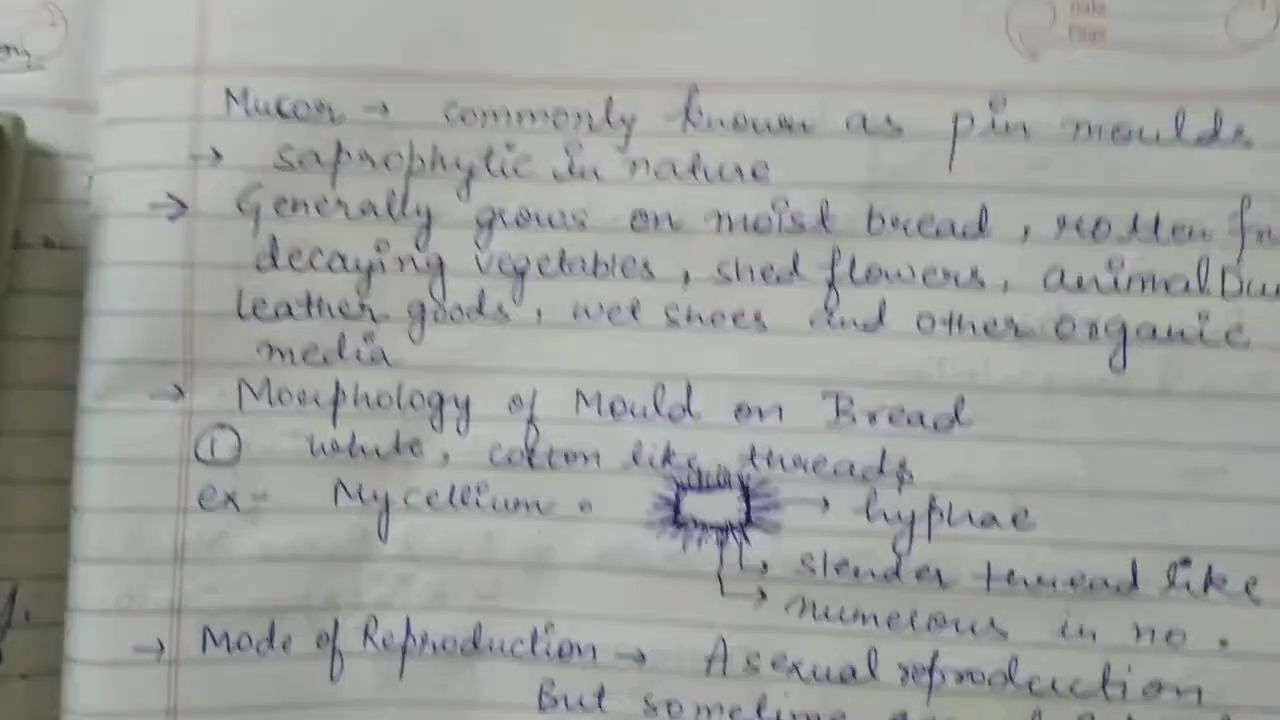 Date
Mucor → commonly known as pin moulds
→ saprophytic in nature
→ Generally grows on moist bread, rotten
decaying vegetables, shed flowers, animal
leather goods, wet shoes and other organic
media
→ Morphology of Mould on Bread
① white, cotton like threads
ex- Mycellium.
→ hyphae
→ slender thread like
→ numerous in no.
→ Mode of Reproduction → Asexual reproduction
But sometime